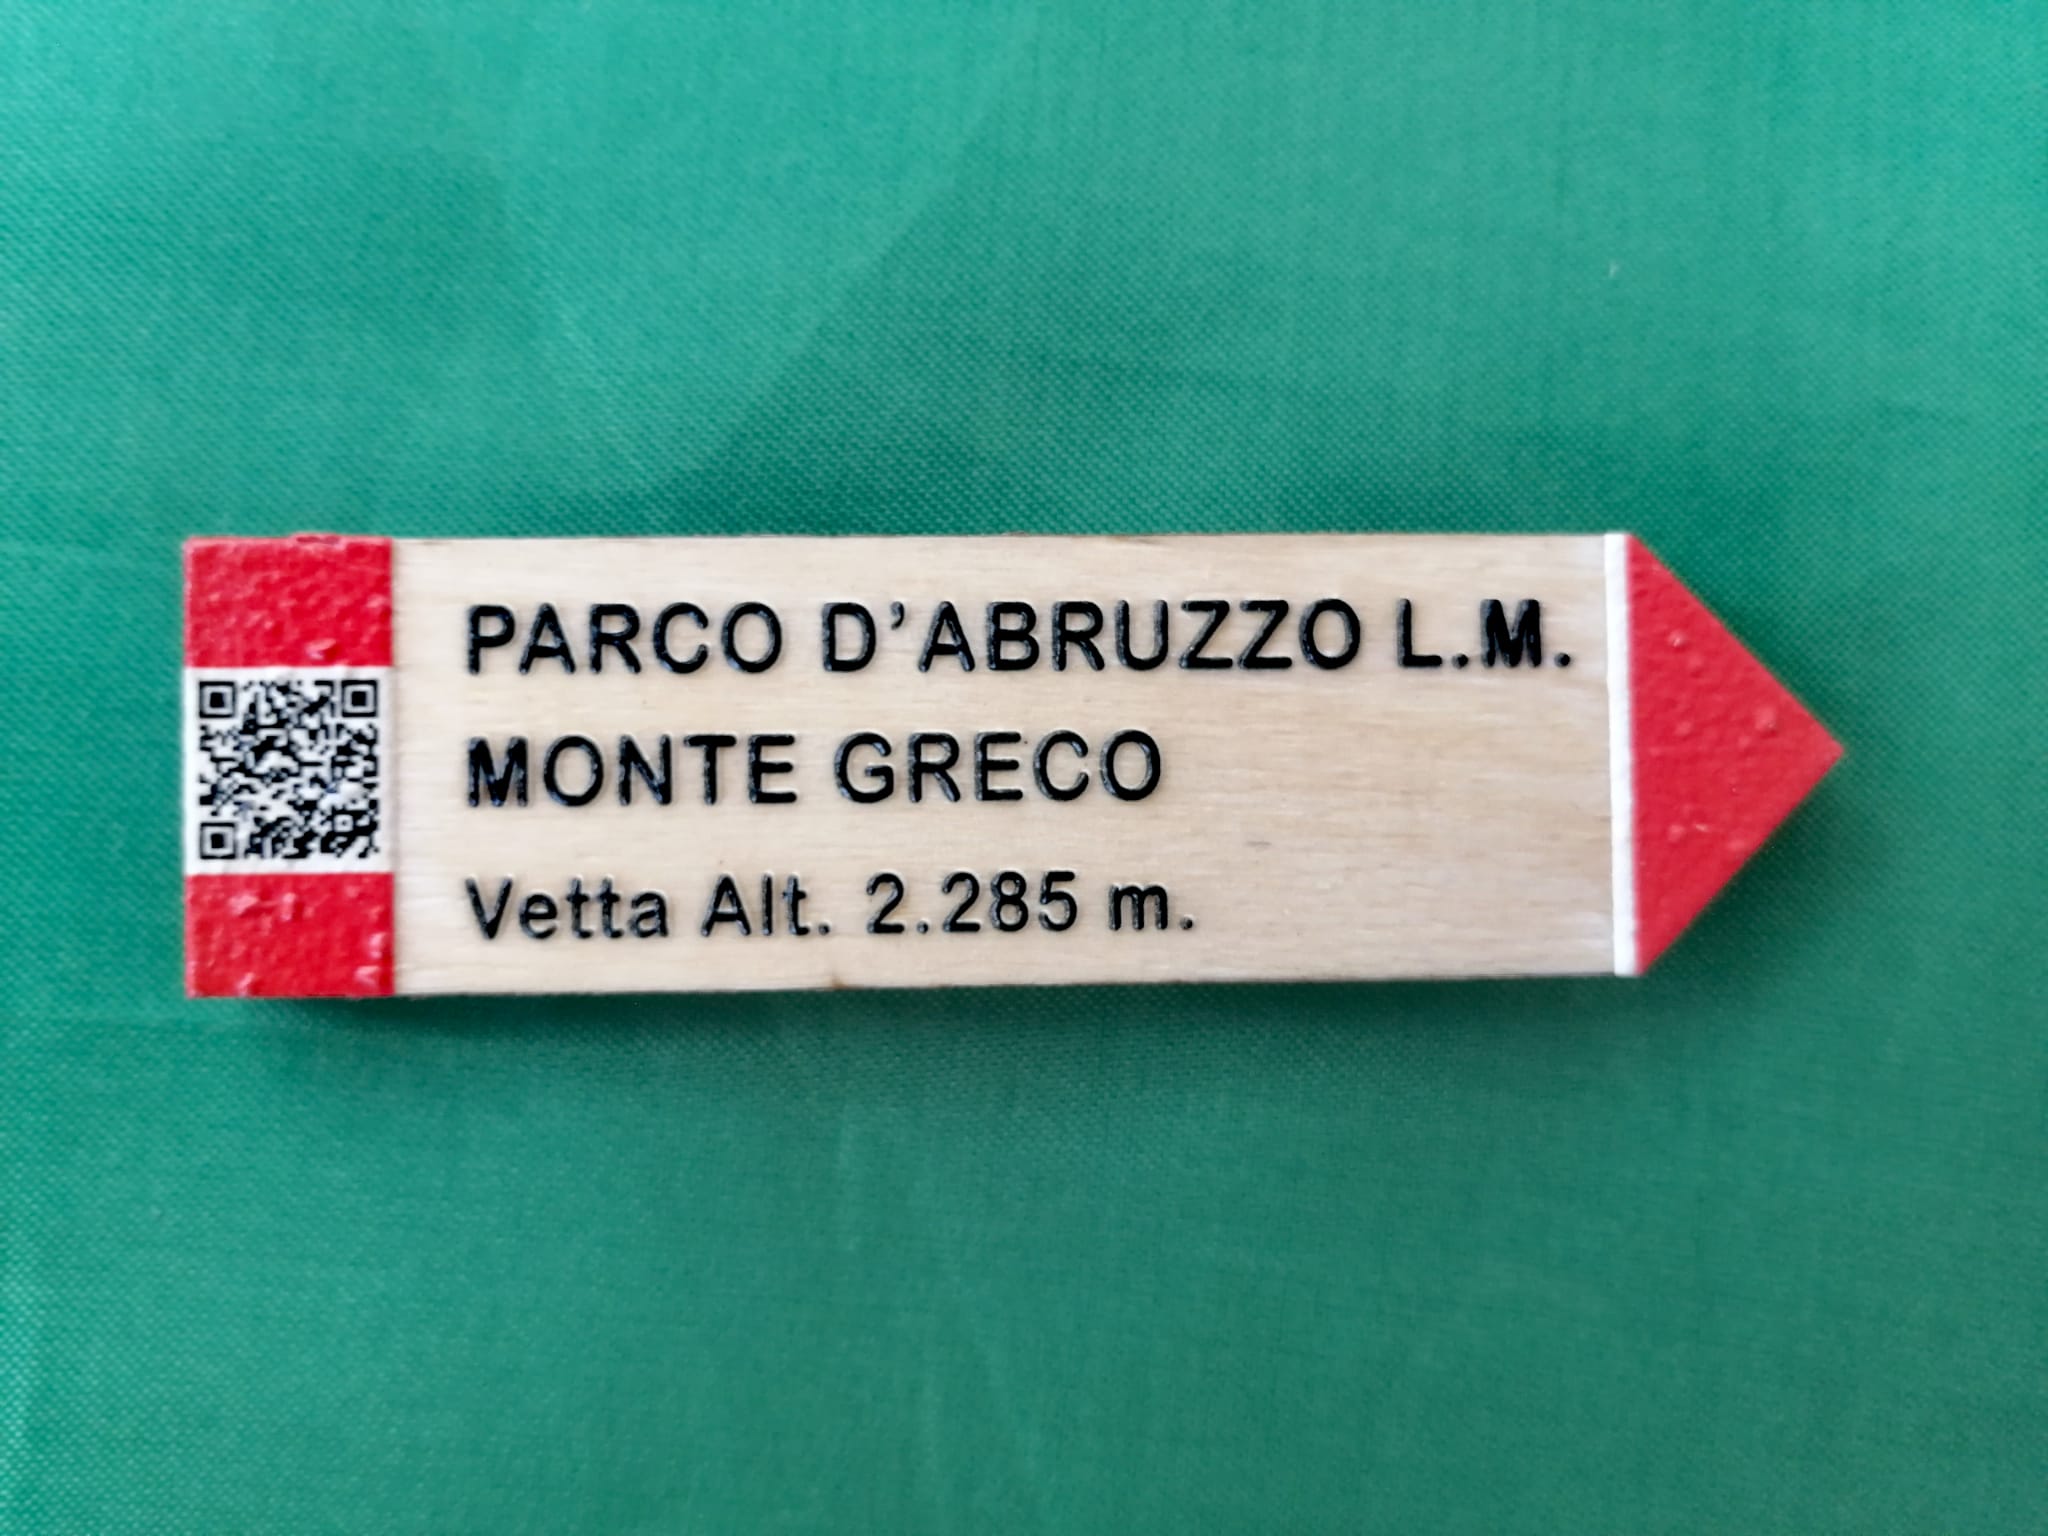 PARCO D’ABRUZZO L.M.
MONTE GRECO
Vetta Alt. 2.285 m.